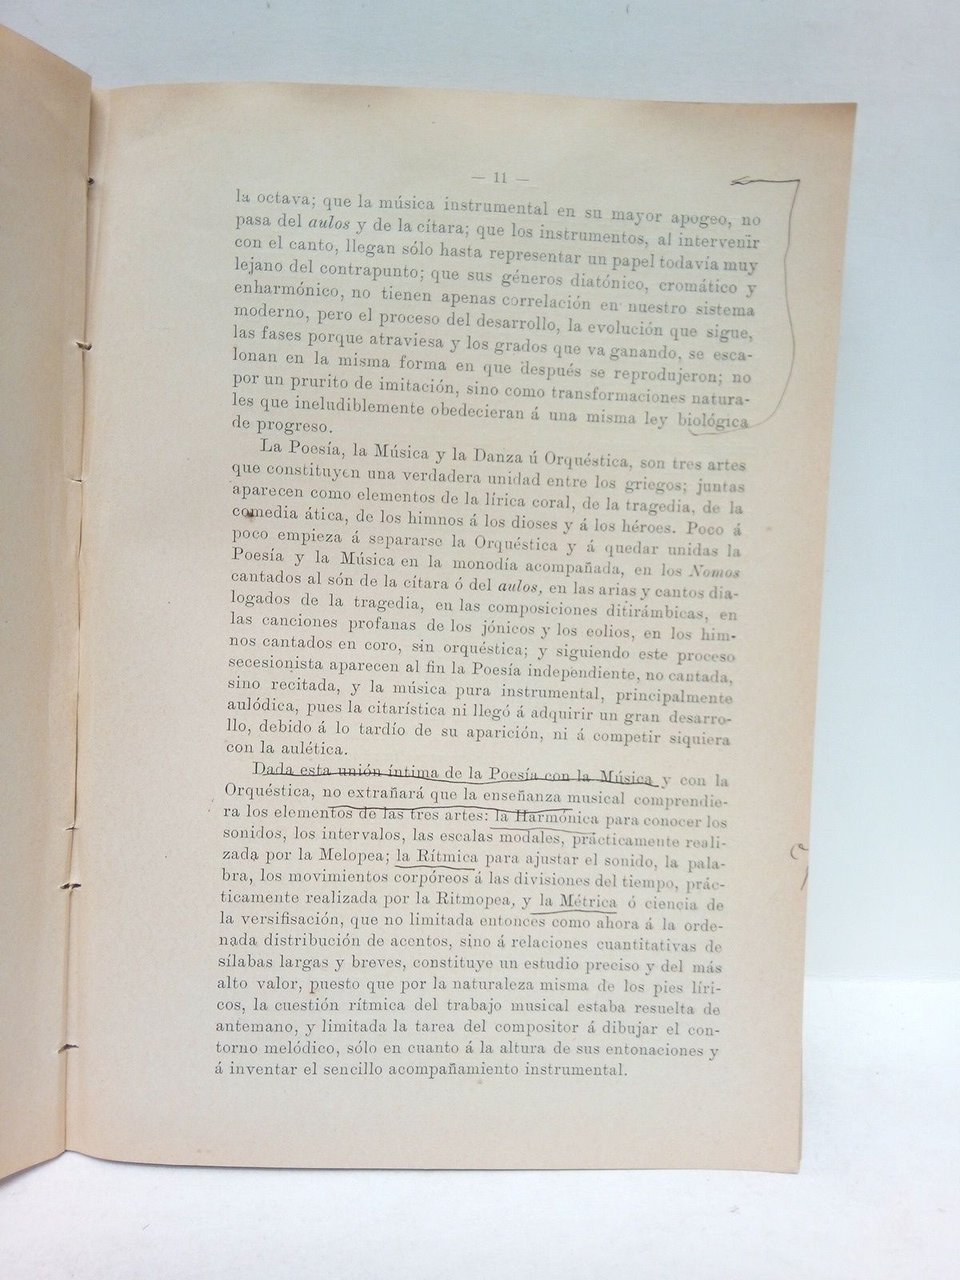 — 11 —
la octava; que la música instrumental en su mayor apogeo, no
pasa del aulos y de la cítara; que los instrumentos, al intervenir
con el canto, llegan sólo hasta representar un papel todavía muy
lejano del contrapunto; que sus géneros diatónico, cromático y
enharmónico, no tienen apenas correlación en nuestro sistema
moderno, pero el proceso del desarrollo, la evolución que sigue,
las fases porque atraviesa y los grados que va ganando, se esca-
lonan en la misma forma en que después se reprodujeron; no
por un prurito de imitación, sino como transformaciones natura-
les que ineludiblemente obedecieran á una misma ley biológica
de progreso.
La Poesía, la Música y la Danza ú Orquéstica, son tres artes
que constituyen una verdadera unidad entre los griegos; juntas
aparecen como elementos de la lírica coral, de la tragedia, de la
comedia ática, de los himnos á los dioses y á los héroes. Poco á
poco empieza á separarse la Orquéstica y á quedar unidas la
Poesía y la Música en la monodía acompañada, en los Nomos
cantados al són de la cítara ó del aulos, en las arias y cantos dia-
logados de la tragedia, en las composiciones ditirámbicas, en
las canciones profanas de los jónicos y los eolios, en los him-
nos cantados en coro, sin orquéstica; y siguiendo este proceso
secesionista aparecen al fin la Poesía independiente, no cantada,
sino recitada, y la música pura instrumental, principalmente
aulódica, pues la citarística ni llegó á adquirir un gran desarro-
llo, debido á lo tardío de su aparición, ni á competir siquiera
con la aulética.
Dada esta unión íntima de la Poesía con la Música y con la
Orquéstica, no extrañará que la enseñanza musical comprendie-
ra los elementos de las tres artes: la Harmónica para conocer los
sonidos, los intervalos, las escalas modales, prácticamente reali-
zada por la Melopea; la Rítmica para ajustar el sonido, la pala-
bra, los movimientos corpóreos á las divisiones del tiempo, prác-
ticamente realizada por la Ritmopea, y la Métrica ó ciencia de
la versifisación, que no limitada entonces como ahora á la orde-
nada distribución de acentos, sino á relaciones cuantitativas de
sílabas largas y breves, constituye un estudio preciso y del más
alto valor, puesto que por la naturaleza misma de los pies líri-
cos, la cuestión rítmica del trabajo musical estaba resuelta de
antemano, y limitada la tarea del compositor á dibujar el con-
torno melódico, sólo en cuanto á la altura de sus entonaciones y
á inventar el sencillo acompañamiento instrumental.